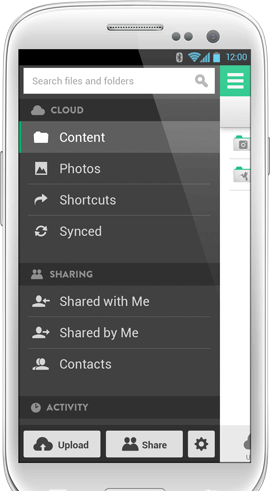 12:00
Search files and folders
CLOUD
Content
Photos
Shortcuts
Synced
SHARING
Shared with Me
Shared by Me
Contacts
ACTIVITY
Upload Share